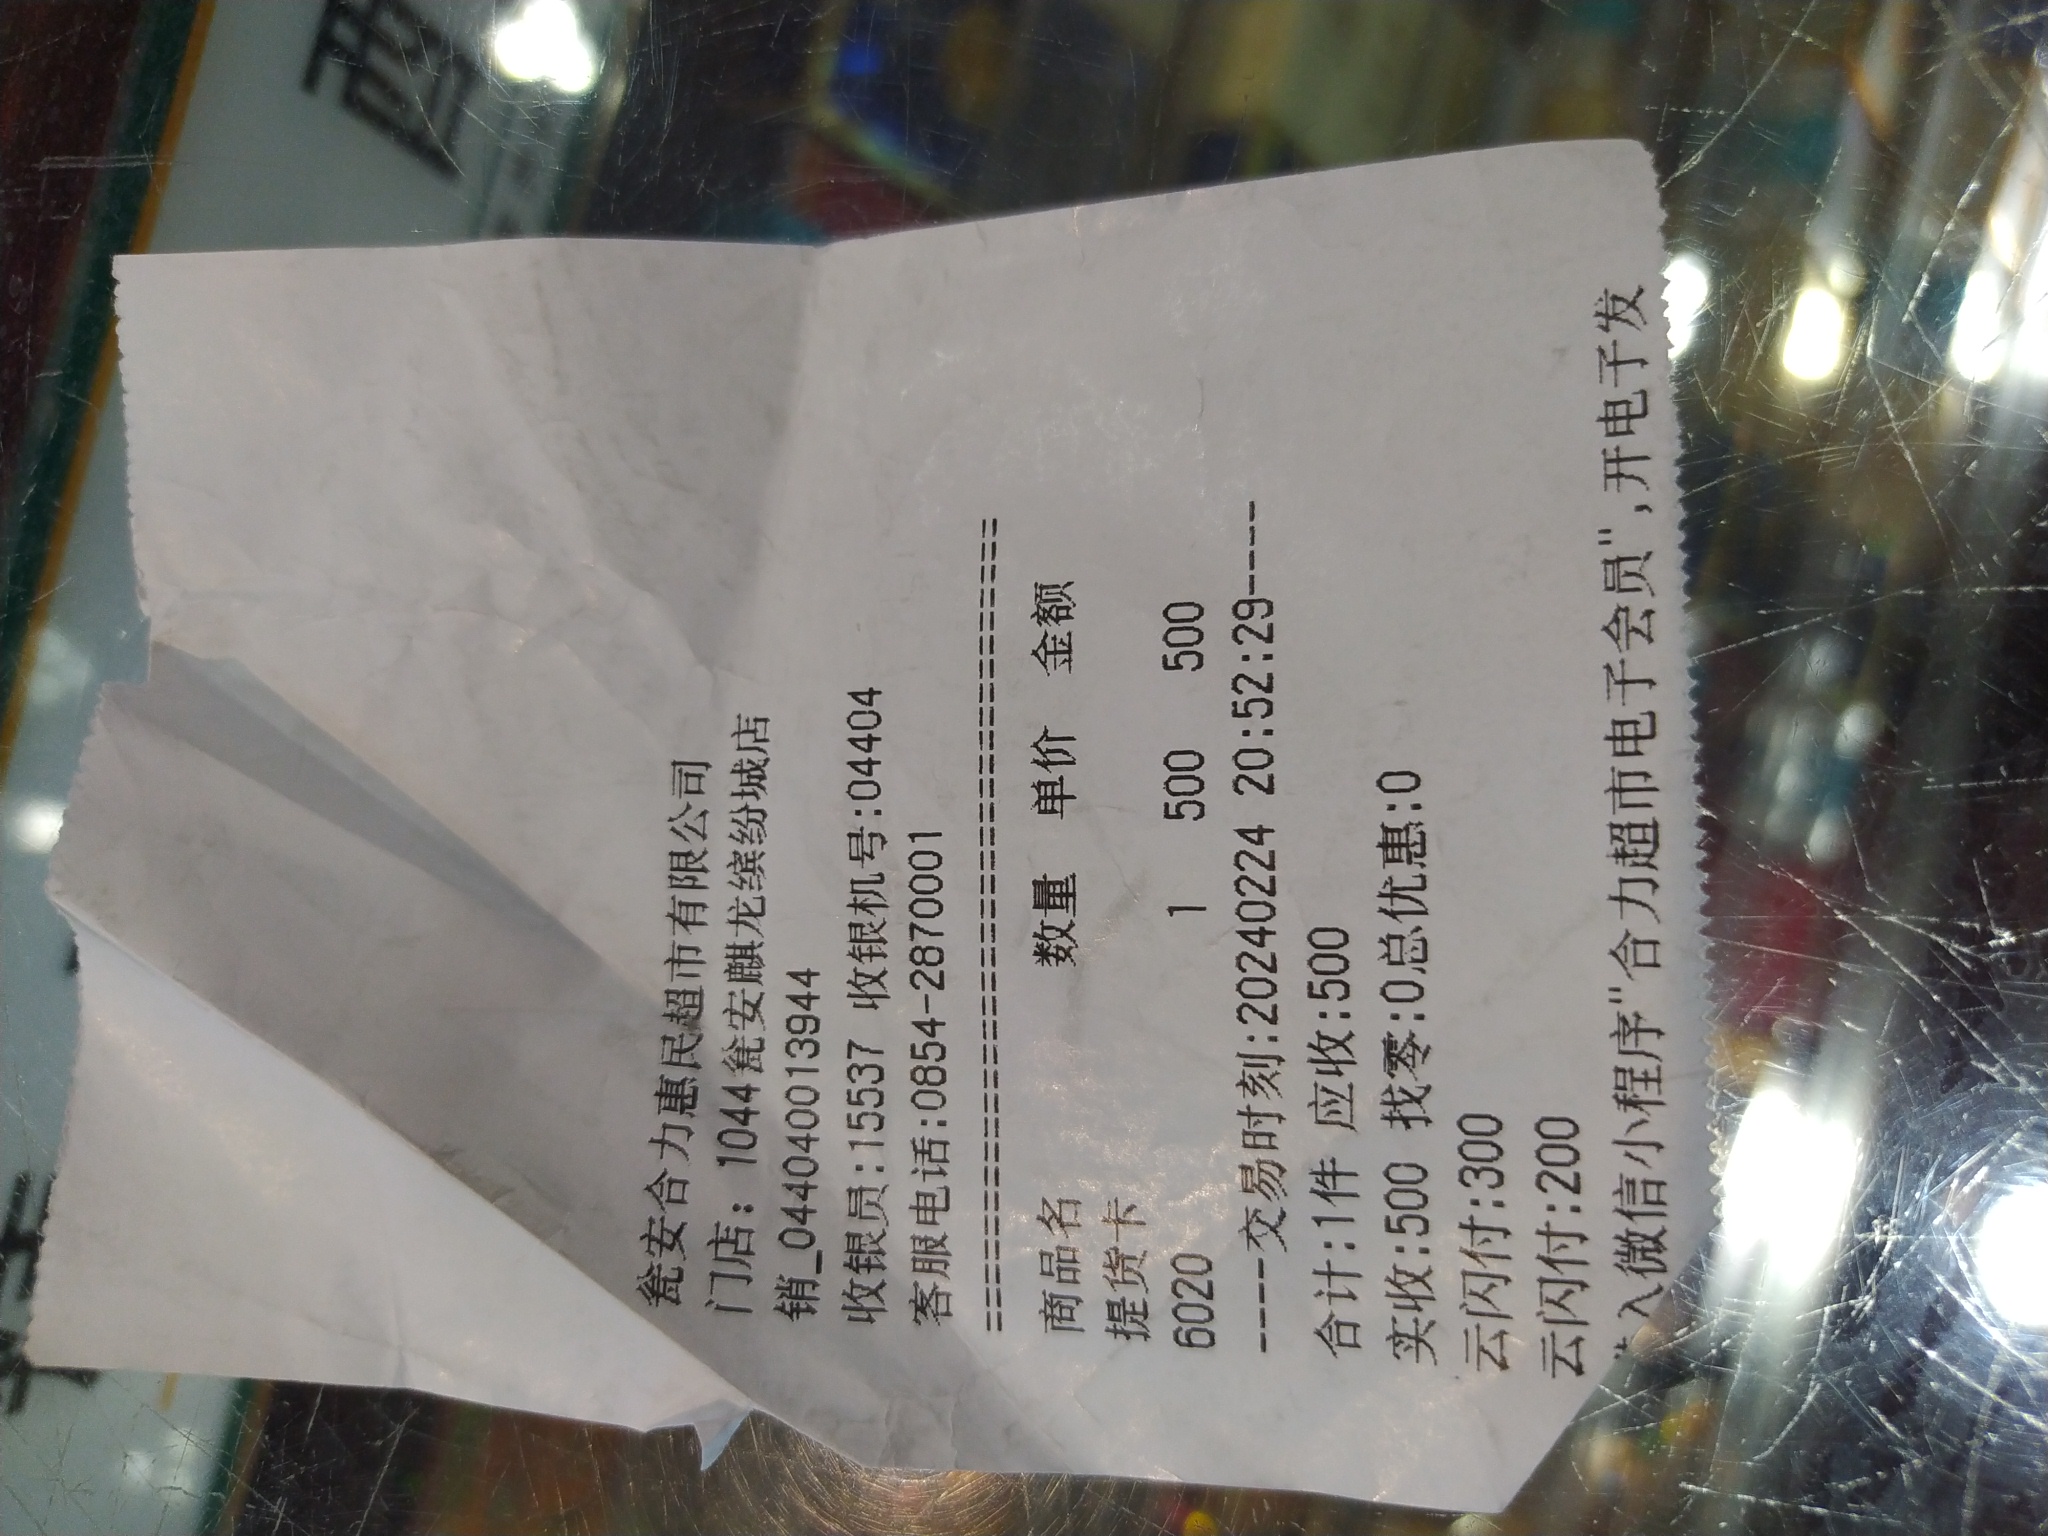 瓮安合力惠民超市有限公司
门店: 1044瓮安麒龙缤纷城店
销_044040013944
收银员:15537 收银机号:04404
客服电话:0854-2870001
========================================
商品名 数量 单价 金额
提货卡
6020 1 500 500
----交易时刻:20240224 20:52:29----
合计:1件 应收:500
实收:500 找零:0总优惠:0
云闪付:300
云闪付:200
入微信小程序"合力超市电子会员",开电子发